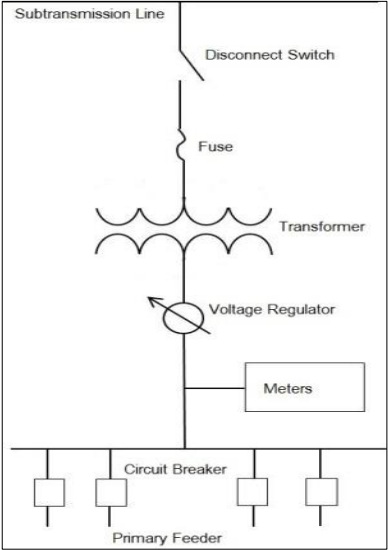 Subtransmission Line
Disconnect Switch
Fuse
Transformer
Voltage Regulator
Meters
Circuit Breaker
Primary Feeder